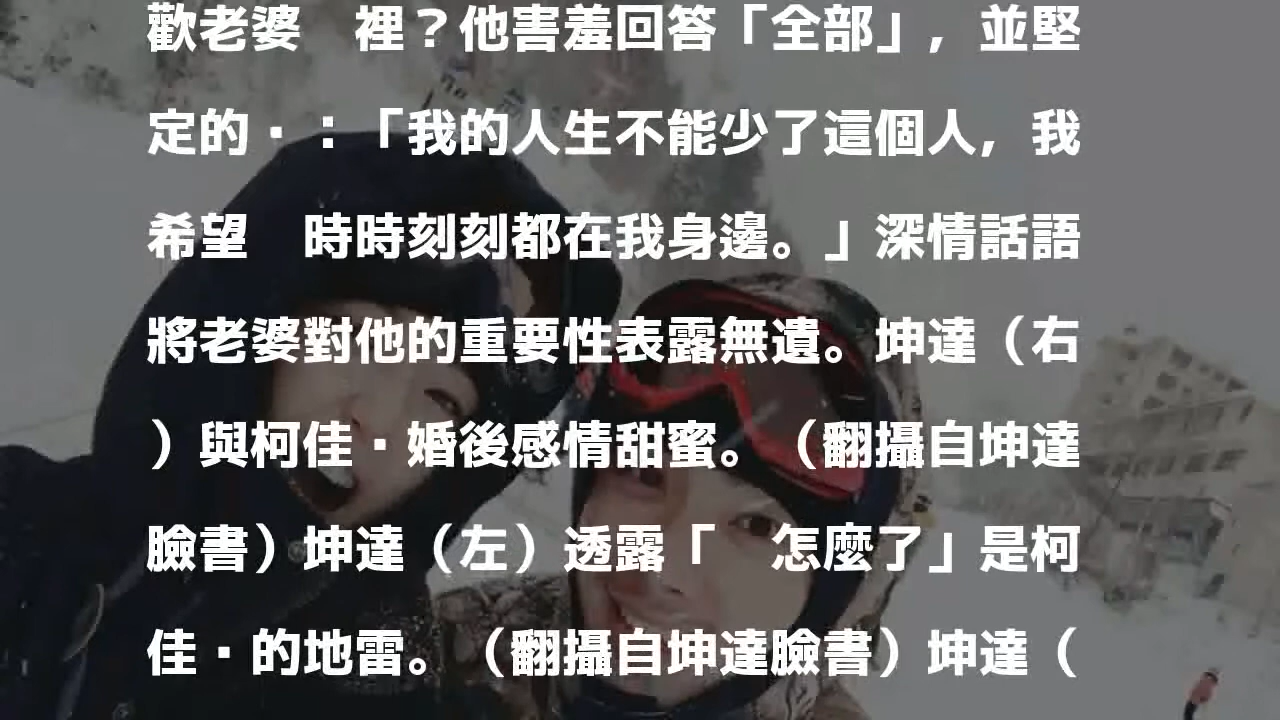 歡老婆　裡？他害羞回答「全部」，並堅
定的▪：「我的人生不能少了這個人，我
希望　時時刻刻都在我身邊。」深情話語
將老婆對他的重要性表露無遺。坤達（右
）與柯佳▪婚後感情甜蜜。（翻攝自坤達
臉書）坤達（左）透露「　怎麼了」是柯
佳▪的地雷。（翻攝自坤達臉書）坤達（